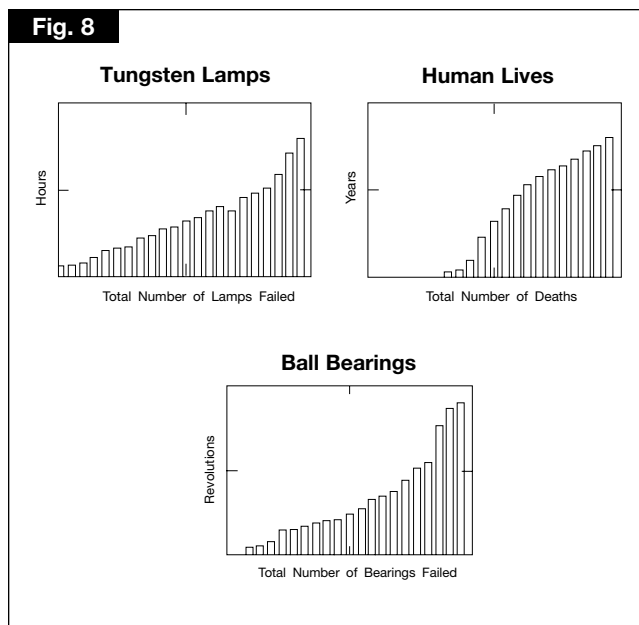 Fig. 8
Tungsten Lamps
Human Lives
Hours
Years
Total Number of Lamps Failed
Total Number of Deaths
Ball Bearings
Revolutions
Total Number of Bearings Failed